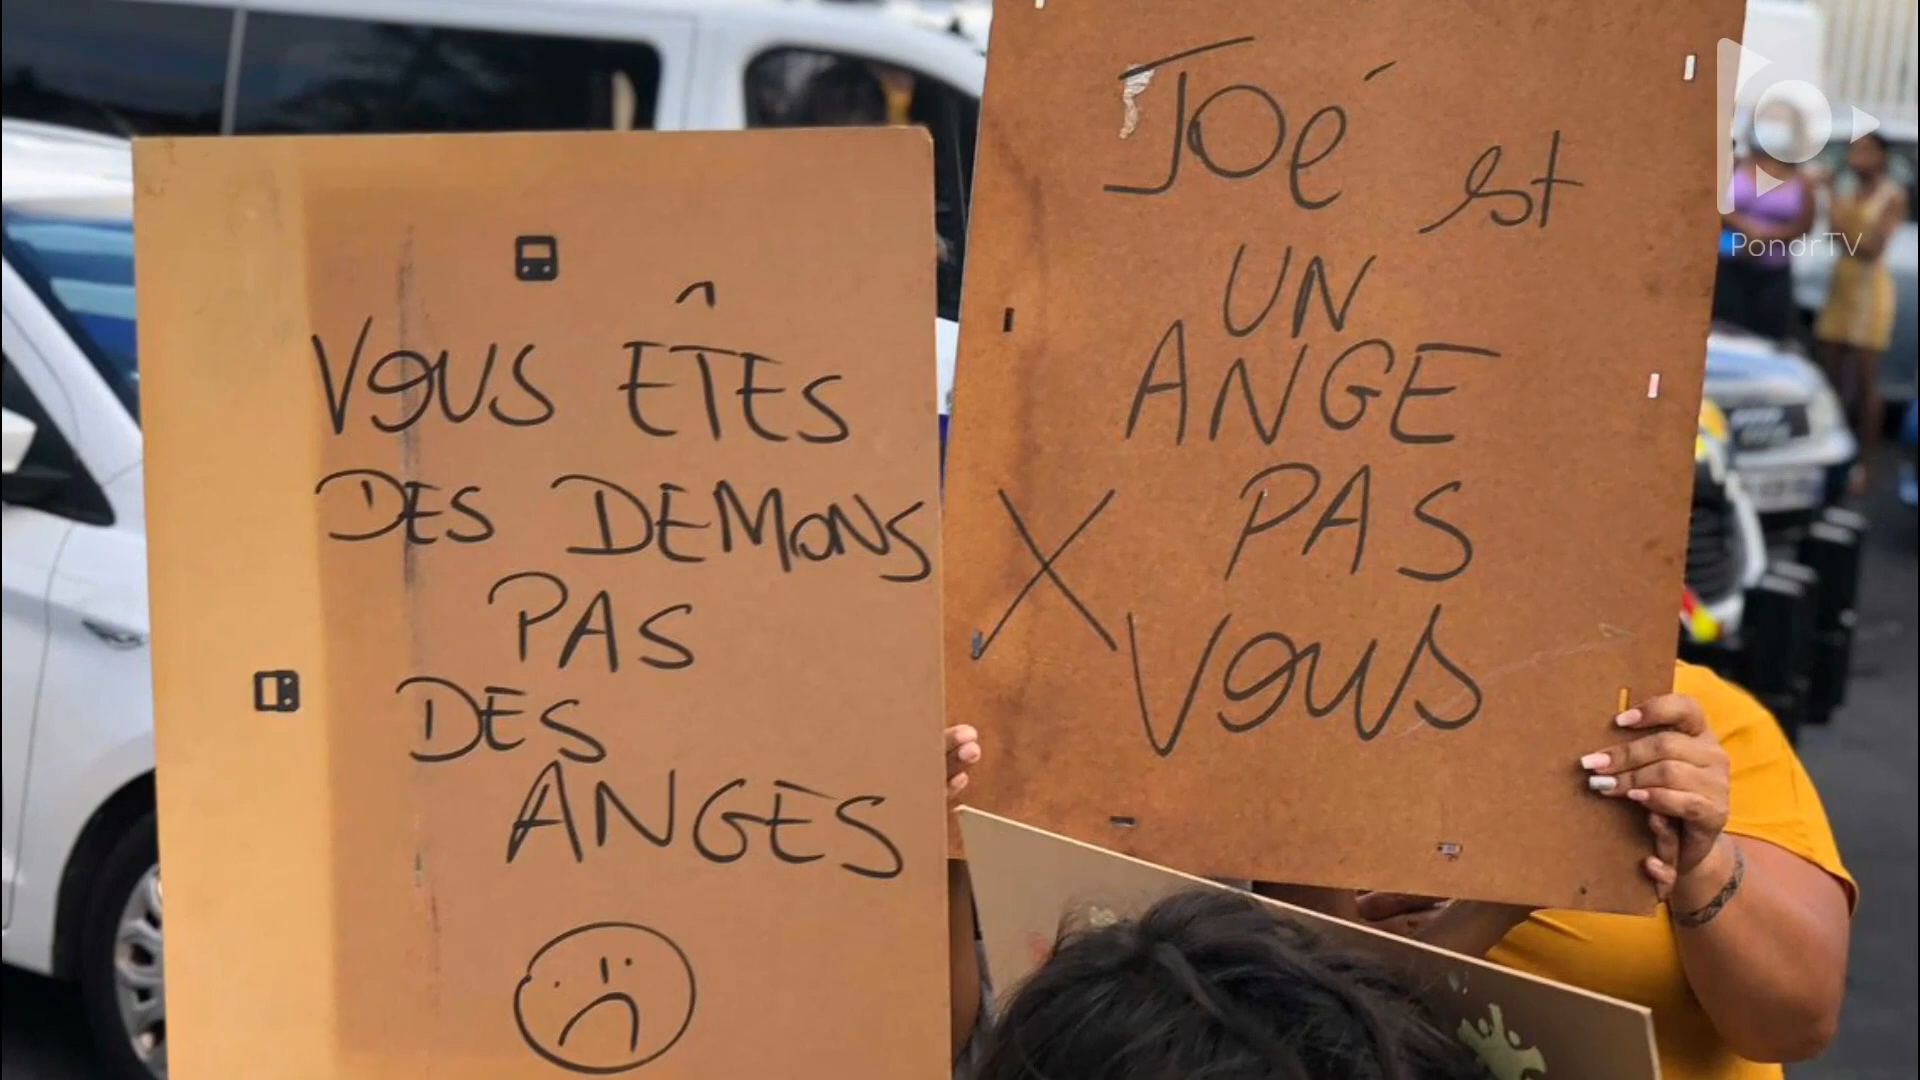 VOUS ÊTES
DES DEMONS
PAS
DES
ANGES
JOé est
UN
ANGE
X PAS
VOUS
PondrTV